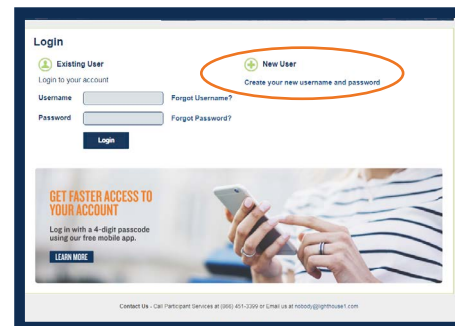 Login
Existing User
Login to your account
Username
Forgot Username?
Password
Forgot Password?
Login
New User
Create your new username and password
GET FASTER ACCESS TO
YOUR ACCOUNT
Log in with a 4-digit passcode
using our free mobile app.
LEARN MORE
Contact Us - Call Participant Services at (866) 451-3399 or Email us at nobody@lighthouse1.com